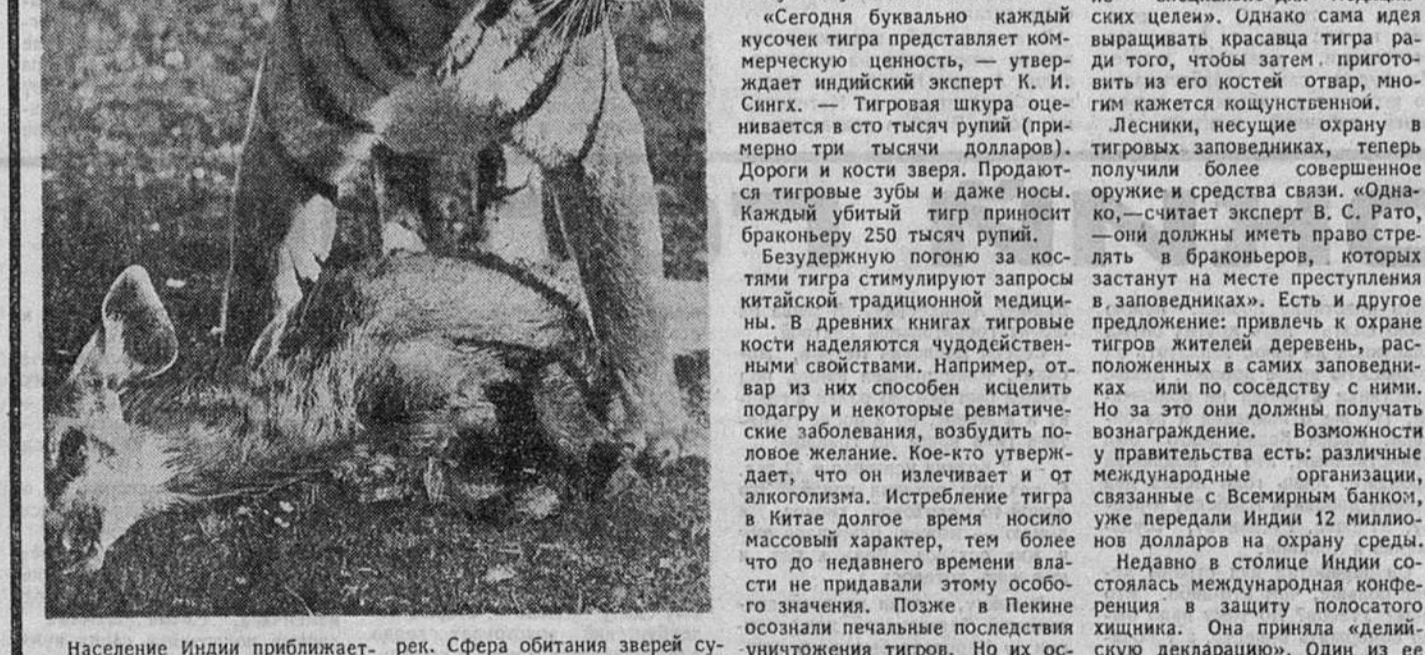 Население Индии приближает-
рек. Сфера обитания зверей су-
«Сегодня буквально каждый
кусочек тигра представляет ком-
мерческую ценность, — утвер-
ждает индийский эксперт К. И.
Сингх. — Тигровая шкура оце-
нивается в сто тысяч рупий (при-
мерно три тысячи долларов).
Дороги и кости зверя. Продают-
ся тигровые зубы и даже носы.
Каждый убитый тигр приносит
браконьеру 250 тысяч рупий.
Безудержную погоню за кос-
тями тигра стимулируют запросы
китайской традиционной медици-
ны. В древних книгах тигровые
кости наделяются чудодействен-
ными свойствами. Например, от-
вар из них способен исцелить
подагру и некоторые ревматиче-
ские заболевания, возбудить по-
ловое желание. Кое-кто утверж-
дает, что он излечивает и от
алкоголизма. Истребление тигра
в Китае долгое время носило
массовый характер, тем более
что до недавнего времени вла-
сти не придавали этому особо-
го значения. Позже в Пекине
осознали печальные последствия
уничтожения тигров. Но их ос-
ских целей». Однако сама идея
выращивать красавца тигра ра-
ди того, чтобы затем пригото-
вить из его костей отвар, мно-
гим кажется кощунственной.
Лесники, несущие охрану в
тигровых заповедниках, теперь
получили более совершенное
оружие и средства связи. «Одна-
ко,—считает эксперт В. С. Рато,
—они должны иметь право стре-
лять в браконьеров, которых
застанут на месте преступления
в заповедниках». Есть и другое
предложение: привлечь к охране
тигров жителей деревень, рас-
положенных в самих заповедни-
ках или по соседству с ними.
Но за это они должны получать
вознаграждение. Возможности
у правительства есть: различные
международные организации,
связанные с Всемирным банком,
уже передали Индии 12 миллио-
нов долларов на охрану среды.
Недавно в столице Индии со-
стоялась международная конфе-
ренция в защиту полосатого
хищника. Она приняла «делий-
скую декларацию». Один из ее